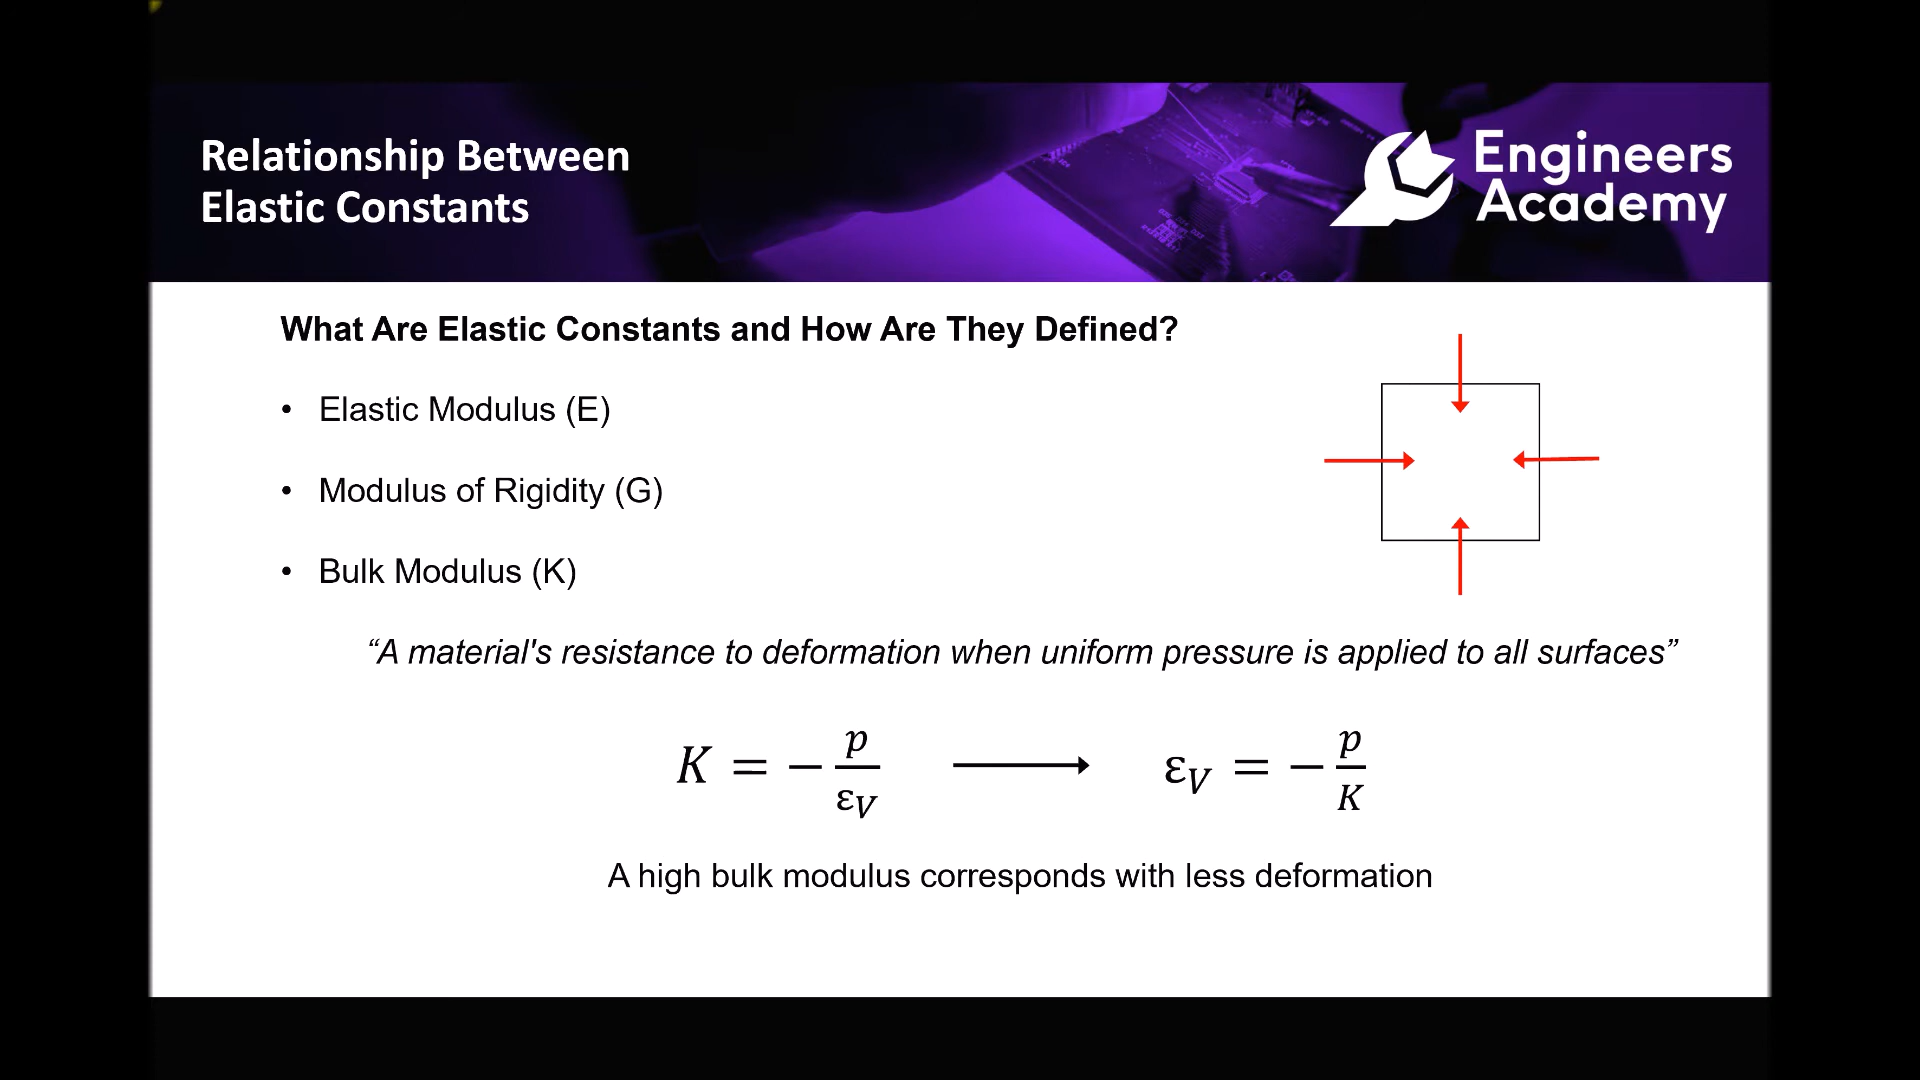 Relationship Between
Elastic Constants
Engineers
Academy
What Are Elastic Constants and How Are They Defined?
• Elastic Modulus (E)
• Modulus of Rigidity (G)
• Bulk Modulus (K)
“A material's resistance to deformation when uniform pressure is applied to all surfaces”
K = − p/ε_V ⟶ ε_V = − p/K
A high bulk modulus corresponds with less deformation